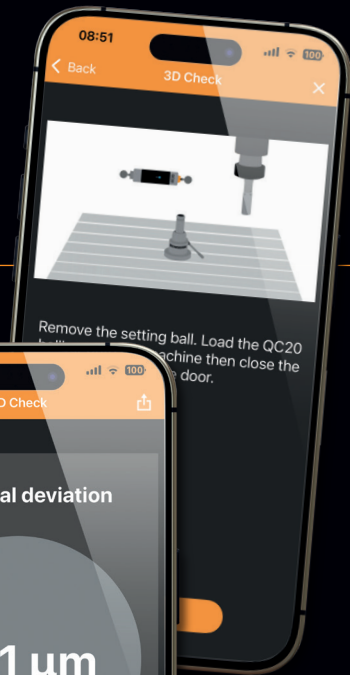 08:51
100
Back
3D Check
Remove the setting ball. Load the QC20
achine then close the
door.
100
D Check
al deviation
1 µm